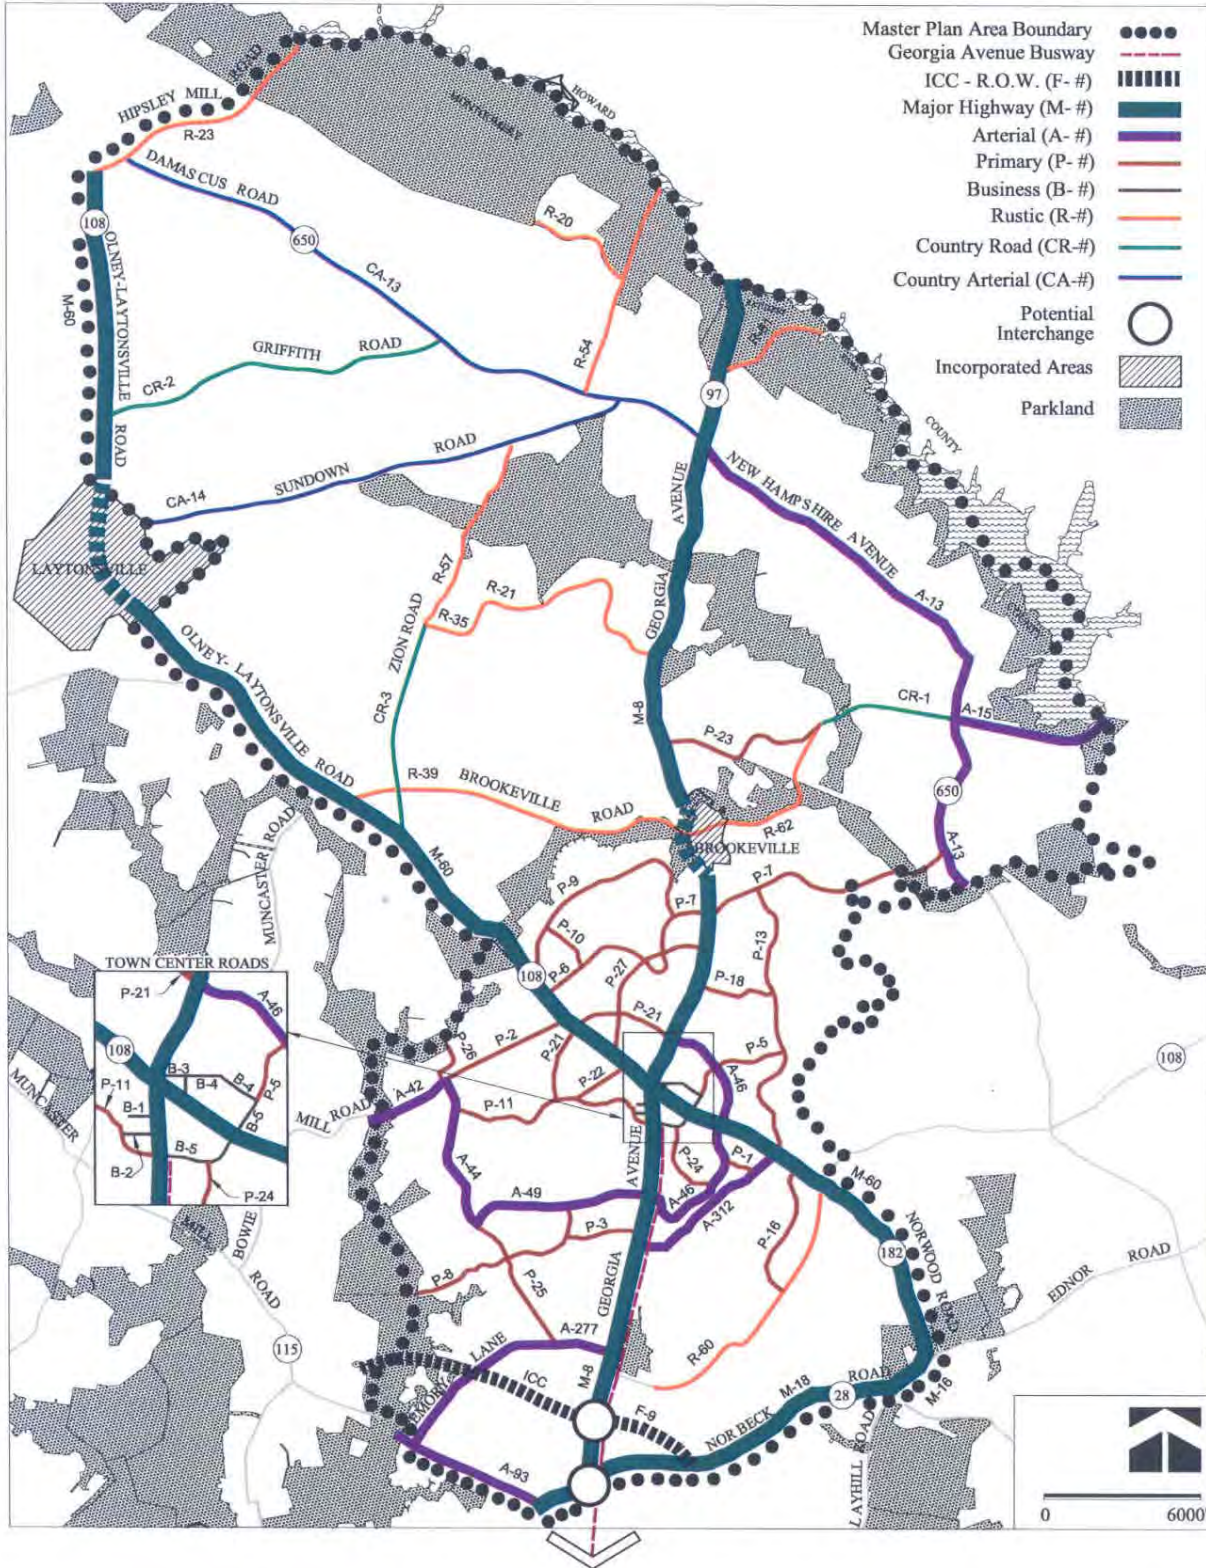 Master Plan Area Boundary
Georgia Avenue Busway
ICC - R.O.W. (F- #)
Major Highway (M- #)
Arterial (A- #)
Primary (P- #)
Business (B- #)
Rustic (R-#)
Country Road (CR-#)
Country Arterial (CA-#)
Potential
Interchange
Incorporated Areas
Parkland
HIPSLEY MILL ROAD
R-23
DAMASCUS ROAD
650
CA-13
108
OLNEY-LAYTONSVILLE ROAD
M-60
MONTGOMERY
HOWARD
COUNTY
R-20
R-54
GRIFFITH ROAD
CR-2
97
SUNDOWN ROAD
CA-14
NEW HAMPSHIRE AVENUE
GEORGIA AVENUE
A-13
LAYTONSVILLE
R-57
R-21
R-35
ZION ROAD
CR-3
OLNEY- LAYTONSVILLE ROAD
M-8
CR-1
A-15
P-23
R-39
BROOKEVILLE ROAD
R-62
BROOKEVILLE
650
A-13
MUNCASTER ROAD
M-60
P-9
P-7
P-7
P-10
P-13
P-6
P-27
P-18
108
TOWN CENTER ROADS
P-21
A-46
108
B-3
B-4
B-4
P-5
P-11
B-1
B-5
B-5
B-2
P-24
P-26
P-2
P-21
P-21
P-22
P-5
A-46
A-42
P-11
MUNCASTER
MILL ROAD
108
AVENUE
P-24
P-1
A-44
A-49
A-46
A-312
P-3
P-16
M-60
NORWOOD ROAD
182
EDNOR ROAD
MILL
BOWIE
ROAD
P-8
P-25
GEORGIA
A-277
115
EMORY LANE
ICC
M-8
R-60
F-9
NORBECK ROAD
M-18
28
M-16
LAYHILL ROAD
A-93
0 6000'